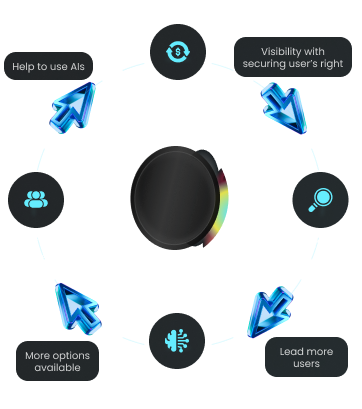 Help to use AIs
Visibility with
securing user's right
$
More options
available
Lead more
users